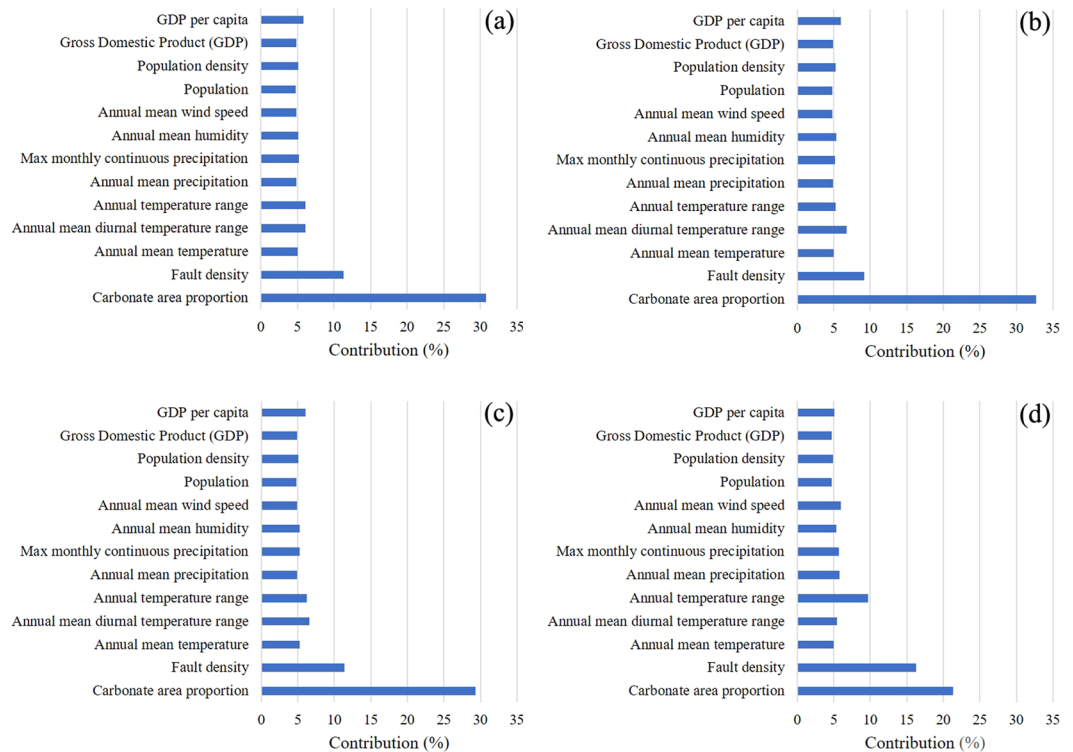 (a)
GDP per capita
Gross Domestic Product (GDP)
Population density
Population
Annual mean wind speed
Annual mean humidity
Max monthly continuous precipitation
Annual mean precipitation
Annual temperature range
Annual mean diurnal temperature range
Annual mean temperature
Fault density
Carbonate area proportion
0 5 10 15 20 25 30 35
Contribution (%)
(b)
GDP per capita
Gross Domestic Product (GDP)
Population density
Population
Annual mean wind speed
Annual mean humidity
Max monthly continuous precipitation
Annual mean precipitation
Annual temperature range
Annual mean diurnal temperature range
Annual mean temperature
Fault density
Carbonate area proportion
0 5 10 15 20 25 30 35
Contribution (%)
(c)
GDP per capita
Gross Domestic Product (GDP)
Population density
Population
Annual mean wind speed
Annual mean humidity
Max monthly continuous precipitation
Annual mean precipitation
Annual temperature range
Annual mean diurnal temperature range
Annual mean temperature
Fault density
Carbonate area proportion
0 5 10 15 20 25 30 35
Contribution (%)
(d)
GDP per capita
Gross Domestic Product (GDP)
Population density
Population
Annual mean wind speed
Annual mean humidity
Max monthly continuous precipitation
Annual mean precipitation
Annual temperature range
Annual mean diurnal temperature range
Annual mean temperature
Fault density
Carbonate area proportion
0 5 10 15 20 25 30 35
Contribution (%)